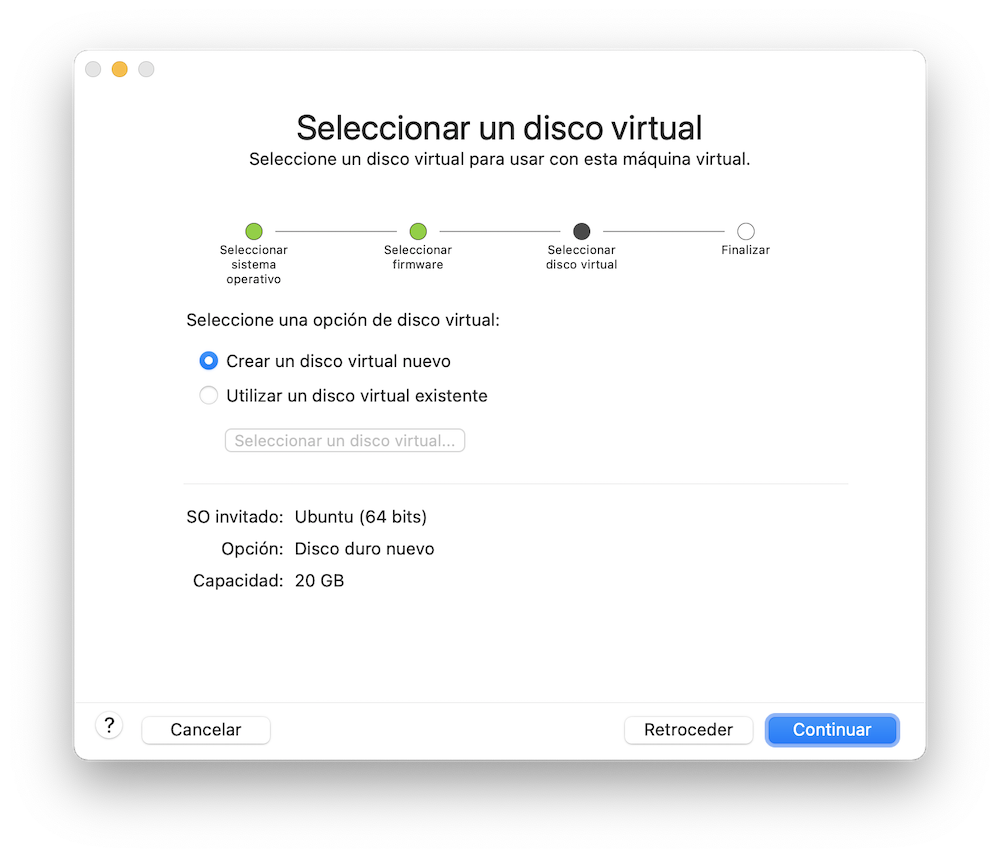 Seleccionar un disco virtual
Seleccione un disco virtual para usar con esta máquina virtual.
Seleccionar
sistema
operativo
Seleccionar
firmware
Seleccionar
disco virtual
Finalizar
Seleccione una opción de disco virtual:
Crear un disco virtual nuevo
Utilizar un disco virtual existente
Seleccionar un disco virtual...
SO invitado: Ubuntu (64 bits)
Opción: Disco duro nuevo
Capacidad: 20 GB
? Cancelar Retroceder Continuar